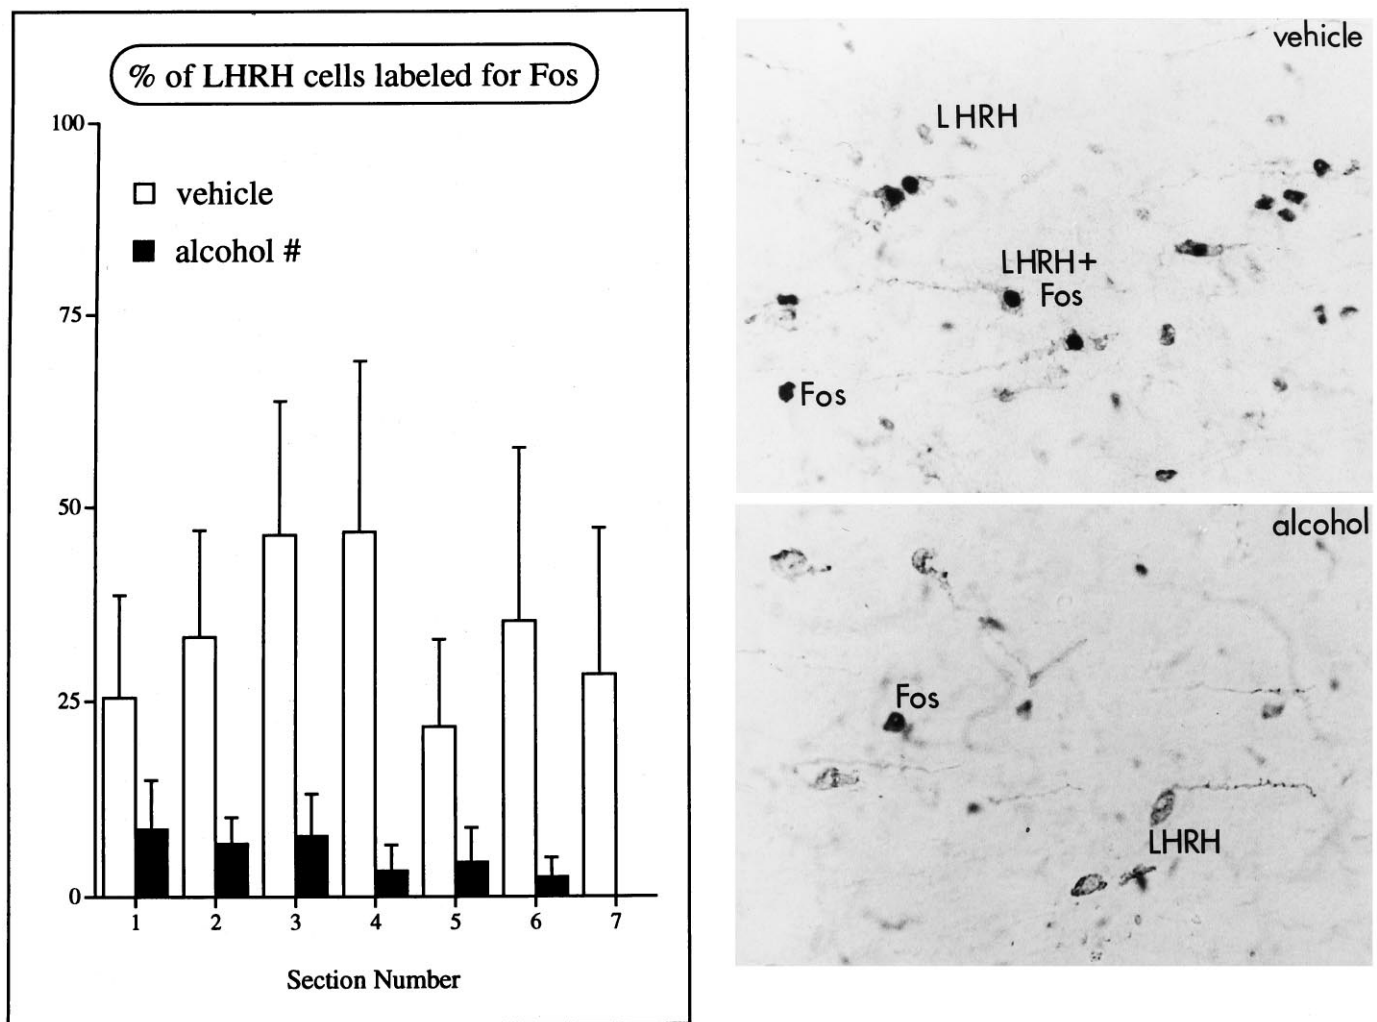 % of LHRH cells labeled for Fos
100
vehicle
alcohol #
75
50
25
0
1 2 3 4 5 6 7
Section Number
vehicle
LHRH
LHRH+
Fos
Fos
alcohol
Fos
LHRH